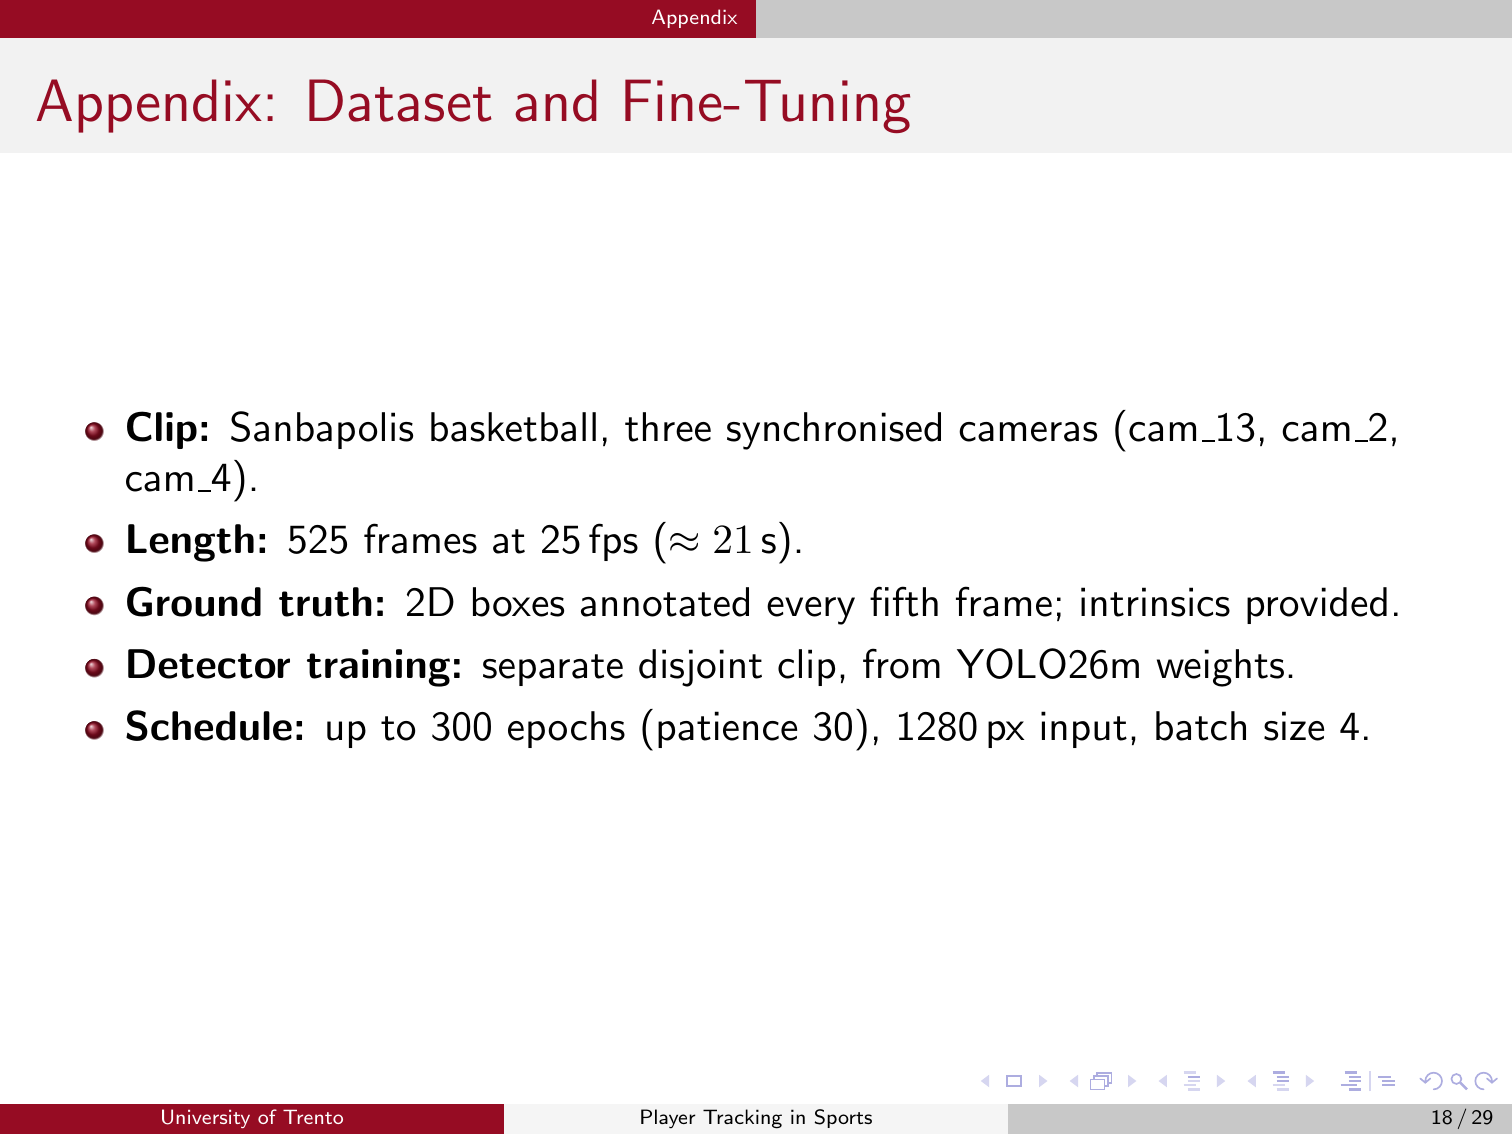 Appendix
Appendix: Dataset and Fine-Tuning
Clip: Sanbapolis basketball, three synchronised cameras (cam_13, cam_2,
cam_4).
Length: 525 frames at 25 fps (≈ 21 s).
Ground truth: 2D boxes annotated every fifth frame; intrinsics provided.
Detector training: separate disjoint clip, from YOLO26m weights.
Schedule: up to 300 epochs (patience 30), 1280 px input, batch size 4.
University of Trento
Player Tracking in Sports
18 / 29